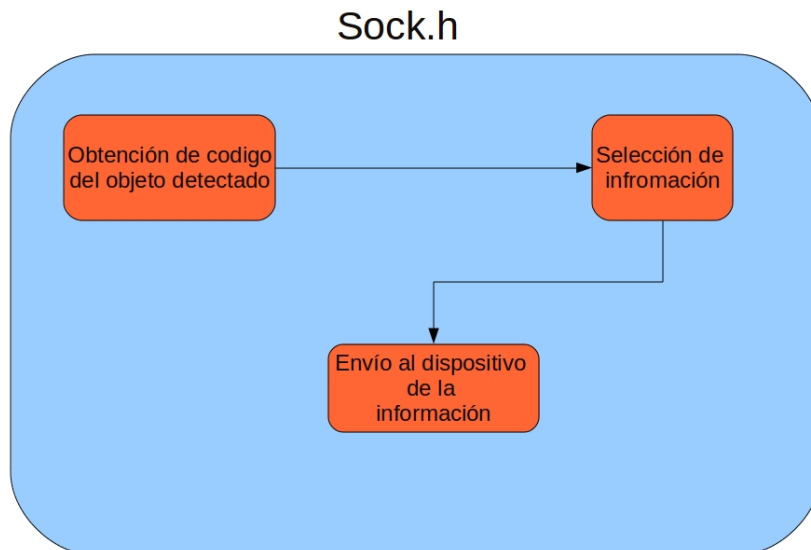 Sock.h
Obtención de codigo
del objeto detectado
Selección de
infromación
Envío al dispositivo
de la
información